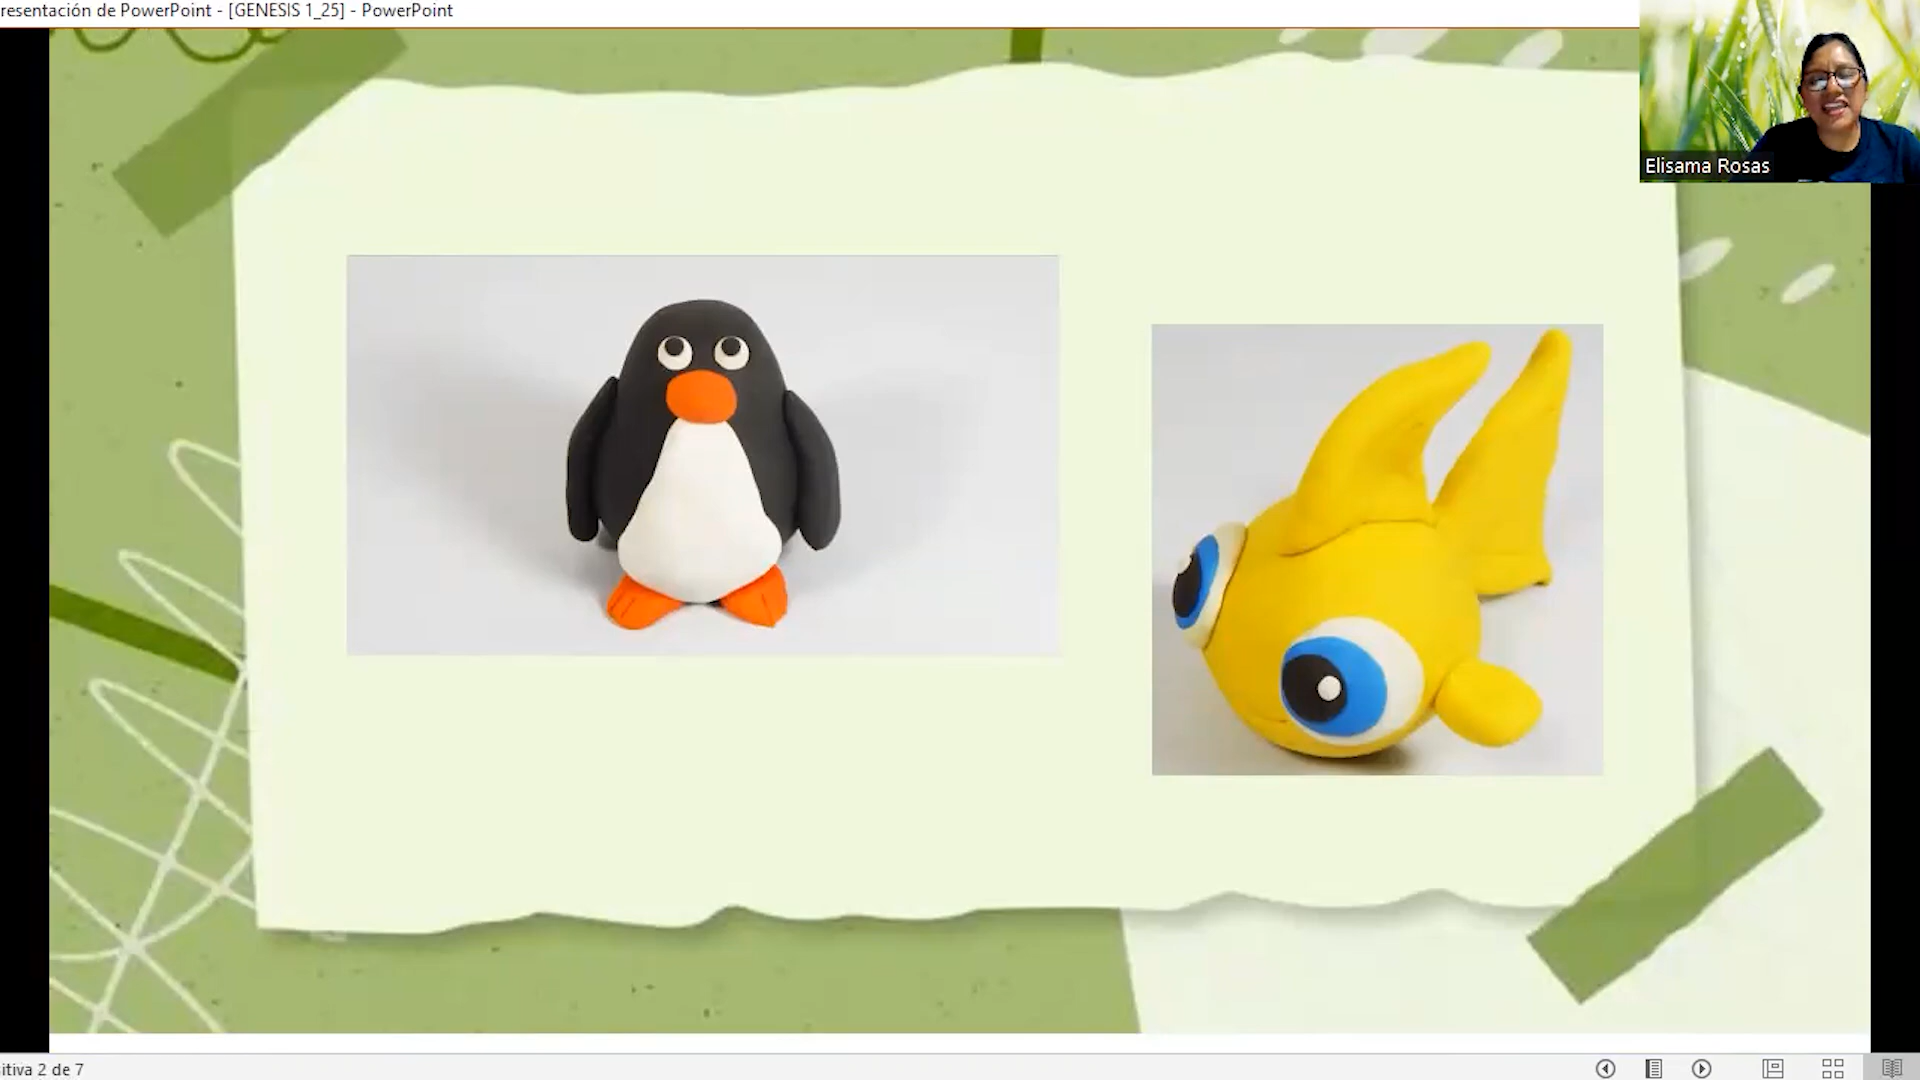 resentación de PowerPoint - [GENESIS 1_25] - PowerPoint
Elisama Rosas
itiva 2 de 7